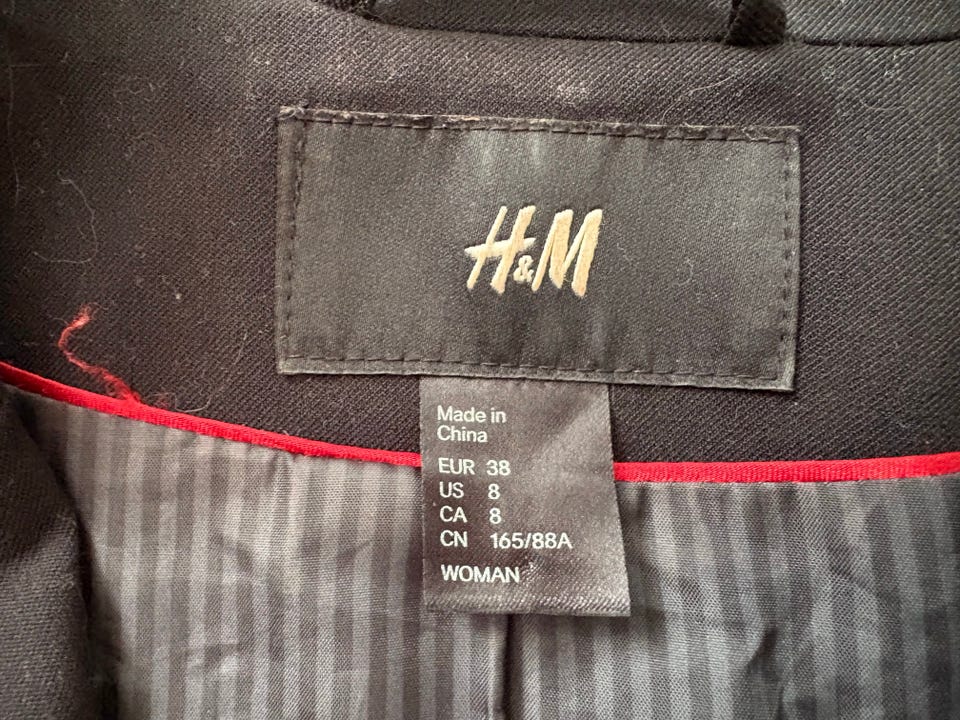 H&M
Made in
China
EUR 38
US 8
CA 8
CN 165/88A
WOMAN